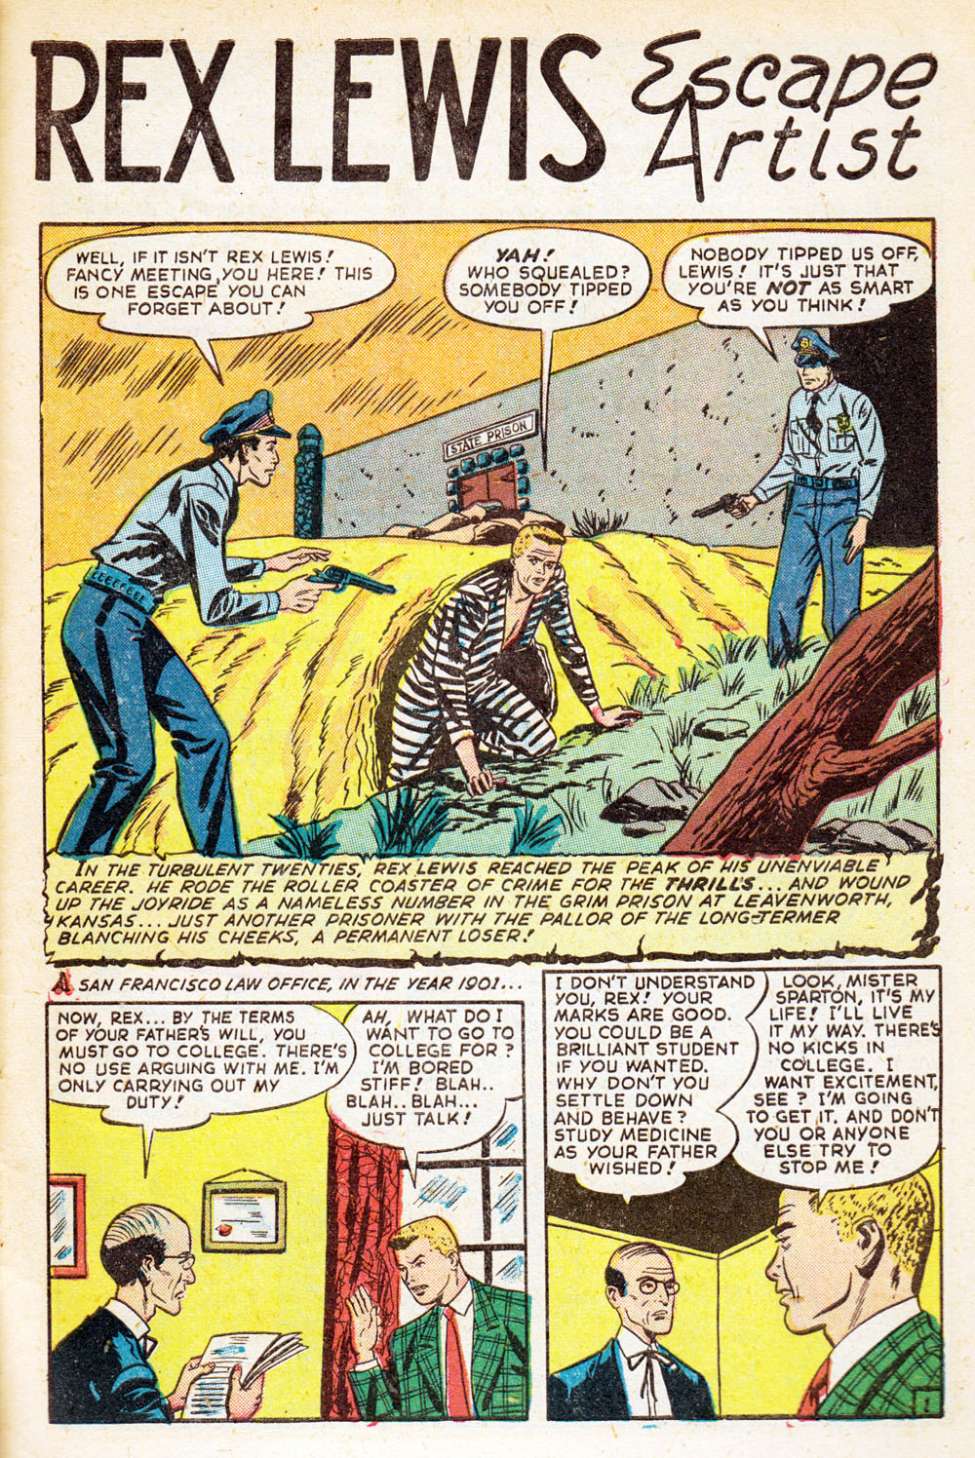 REX LEWIS Escape
Artist
WELL, IF IT ISN'T REX LEWIS!
FANCY MEETING YOU HERE! THIS
IS ONE ESCAPE YOU CAN
FORGET ABOUT!
YAH!
WHO SQUEALED?
SOMEBODY TIPPED
YOU OFF!
NOBODY TIPPED US OFF,
LEWIS! IT'S JUST THAT
YOU'RE NOT AS SMART
AS YOU THINK!
STATE PRISON
IN THE TURBULENT TWENTIES, REX LEWIS REACHED THE PEAK OF HIS UNENVIABLE
CAREER. HE RODE THE ROLLER COASTER OF CRIME FOR THE THRILLS... AND WOUND
UP THE JOYRIDE AS A NAMELESS NUMBER IN THE GRIM PRISON AT LEAVENWORTH,
KANSAS... JUST ANOTHER PRISONER WITH THE PALLOR OF THE LONG-TERMER
BLANCHING HIS CHEEKS, A PERMANENT LOSER!
A SAN FRANCISCO LAW OFFICE, IN THE YEAR 1901...
NOW, REX... BY THE TERMS
OF YOUR FATHER'S WILL, YOU
MUST GO TO COLLEGE. THERE'S
NO USE ARGUING WITH ME. I'M
ONLY CARRYING OUT MY
DUTY!
AH, WHAT DO I
WANT TO GO TO
COLLEGE FOR?
I'M BORED
STIFF! BLAH..
BLAH.. BLAH...
JUST TALK!
I DON'T UNDERSTAND
YOU, REX! YOUR
MARKS ARE GOOD.
YOU COULD BE A
BRILLIANT STUDENT
IF YOU WANTED.
WHY DON'T YOU
SETTLE DOWN
AND BEHAVE?
STUDY MEDICINE
AS YOUR FATHER
WISHED!
LOOK, MISTER
SPARTON, IT'S MY
LIFE! I'LL LIVE
IT MY WAY. THERE'S
NO KICKS IN
COLLEGE. I
WANT EXCITEMENT,
SEE? I'M GOING
TO GET IT. AND DON'T
YOU OR ANYONE
ELSE TRY TO
STOP ME!
1